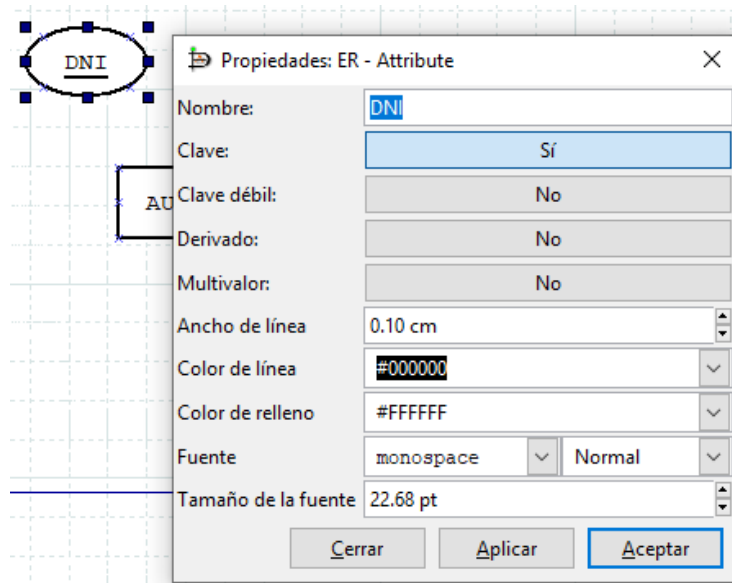 DNI
AU
Propiedades: ER - Attribute
Nombre: DNI
Clave: Sí
Clave débil: No
Derivado: No
Multivalor: No
Ancho de línea 0.10 cm
Color de línea #000000
Color de relleno #FFFFFF
Fuente monospace Normal
Tamaño de la fuente 22.68 pt
Cerrar Aplicar Aceptar